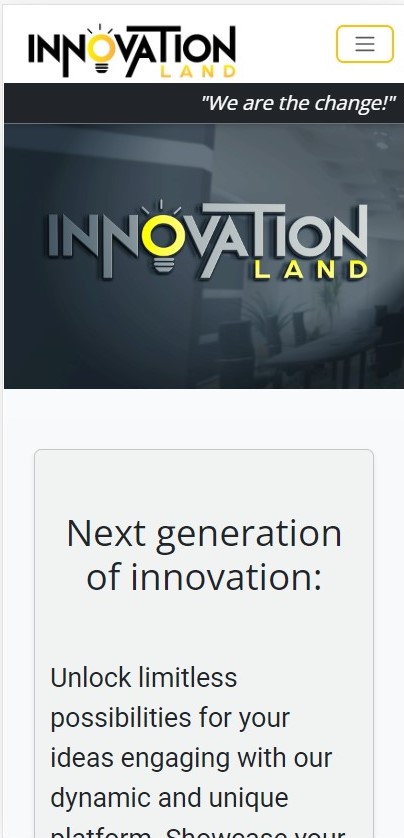 INNOVATION
LAND
"We are the change!"
INNOVATION
LAND
Next generation
of innovation:
Unlock limitless
possibilities for your
ideas engaging with our
dynamic and unique
platform. Showcase your